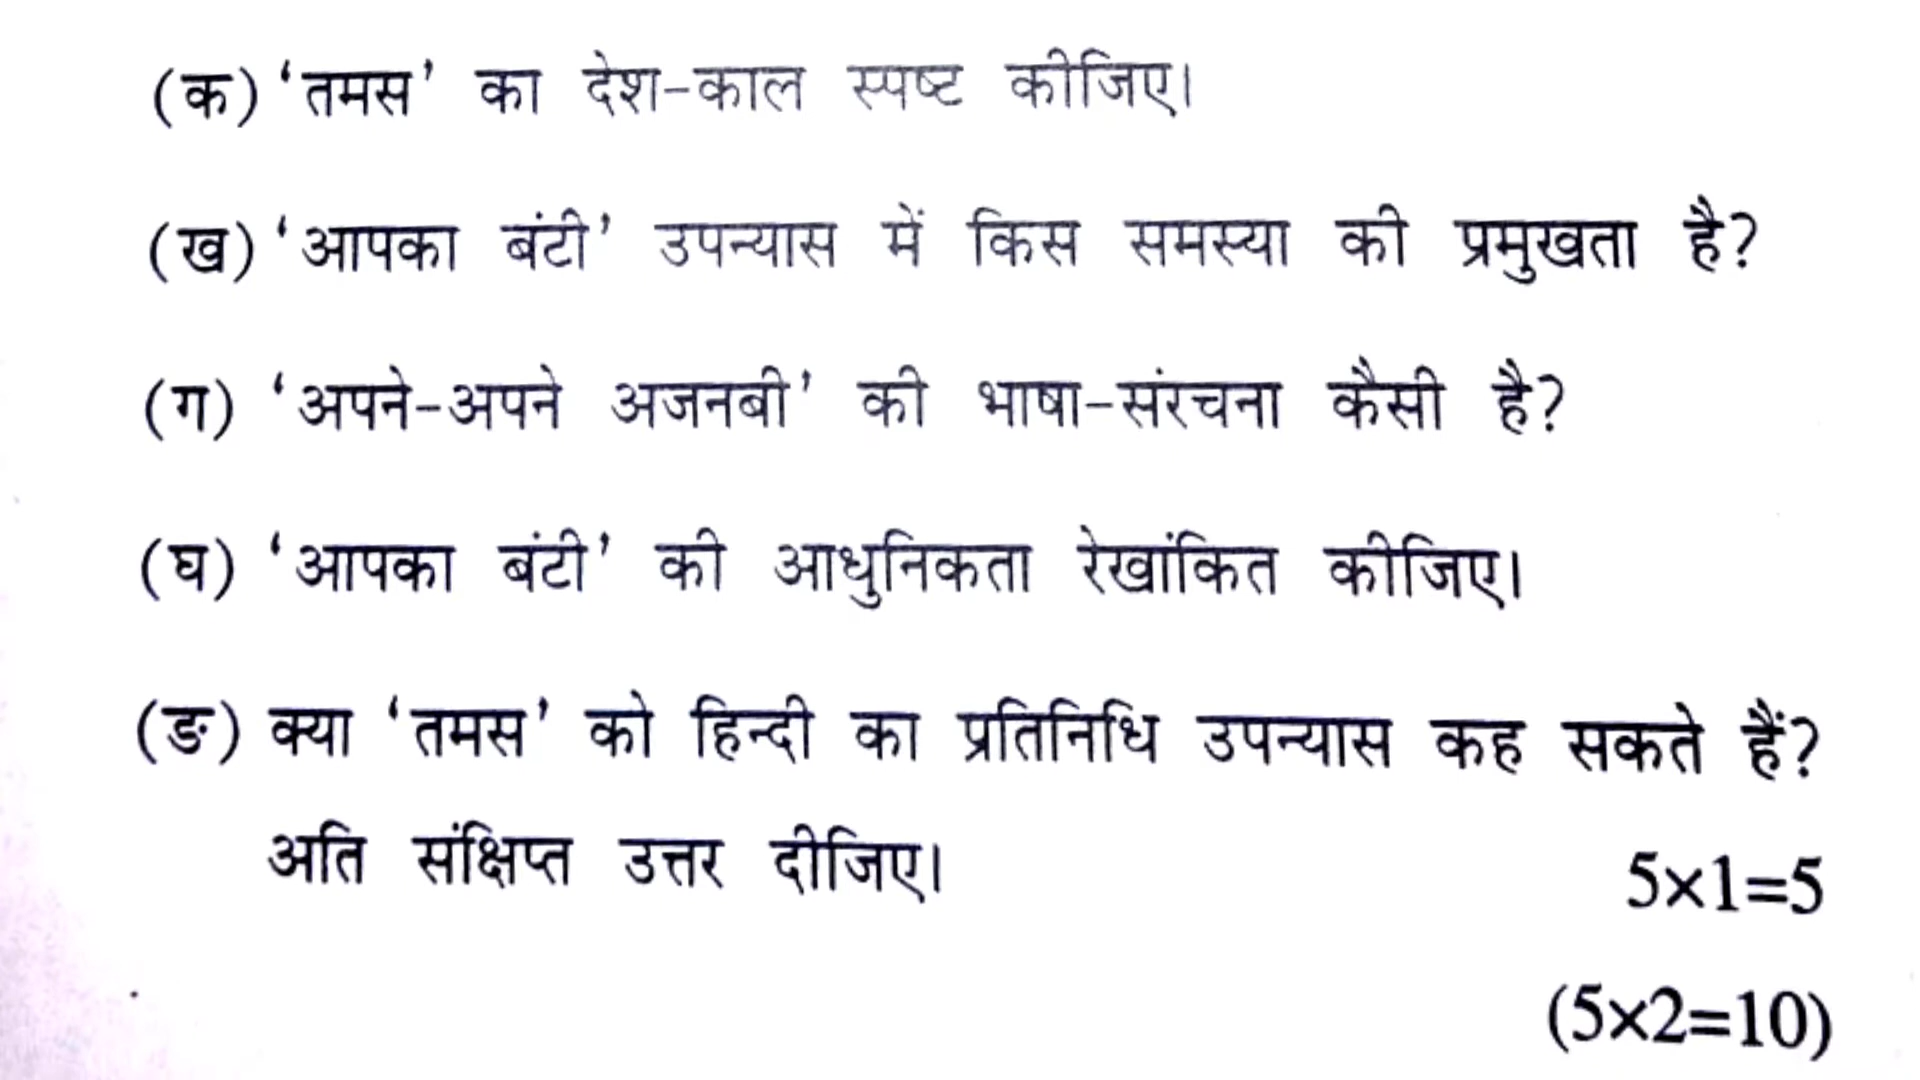 (क) ‘तमस’ का देश-काल स्पष्ट कीजिए।
(ख) ‘आपका बंटी’ उपन्यास में किस समस्या की प्रमुखता है?
(ग) ‘अपने-अपने अजनबी’ की भाषा-संरचना कैसी है?
(घ) ‘आपका बंटी’ की आधुनिकता रेखांकित कीजिए।
(ङ) क्या ‘तमस’ को हिन्दी का प्रतिनिधि उपन्यास कह सकते हैं?
अति संक्षिप्त उत्तर दीजिए।
5×1=5
(5×2=10)